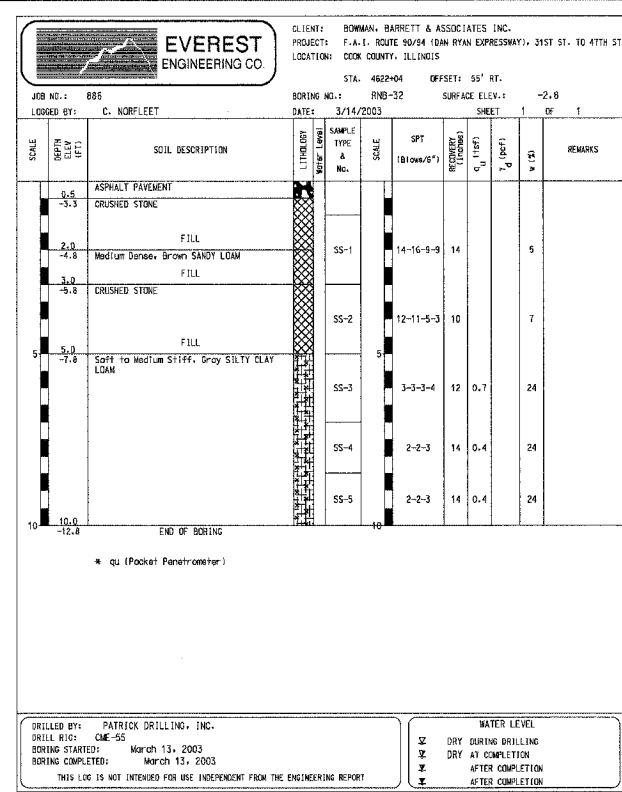 EVEREST
ENGINEERING CO.
CLIENT: BOWMAN, BARRETT & ASSOCIATES INC.
PROJECT: F.A.I. ROUTE 90/94 (DAN RYAN EXPRESSWAY), 31ST ST. TO 47TH ST
LOCATION: COOK COUNTY, ILLINOIS
STA. 4622+04 OFFSET: 55' RT.
JOB NO.: 886 BORING NO.: RNB-32 SURFACE ELEV.: -2.8
LOGGED BY: C. NORFLEET DATE: 3/14/2003 SHEET 1 OF 1
SCALE DEPTH ELEV (FT) SOIL DESCRIPTION LITHOLOGY Water Level SAMPLE TYPE & No. SCALE SPT (Blows/6") RECOVERY (inches) qu (tsf) γd (pcf) w (%) REMARKS
ASPHALT PAVEMENT
0.5
-3.3 CRUSHED STONE
FILL
2.0 SS-1 14-16-9-9 14 5
-4.8 Medium Dense, Brown SANDY LOAM
FILL
3.0
-5.8 CRUSHED STONE
SS-2 12-11-5-3 10 7
FILL
5 5.0 5
-7.8 Soft to Medium Stiff, Gray SILTY CLAY
LOAM
SS-3 3-3-3-4 12 0.7 24
SS-4 2-2-3 14 0.4 24
SS-5 2-2-3 14 0.4 24
10 10.0 10
-12.8 END OF BORING
* qu (Pocket Penetrometer)
DRILLED BY: PATRICK DRILLING, INC.
DRILL RIG: CME-55
BORING STARTED: March 13, 2003
BORING COMPLETED: March 13, 2003
THIS LOG IS NOT INTENDED FOR USE INDEPENDENT FROM THE ENGINEERING REPORT
WATER LEVEL
DRY DURING DRILLING
DRY AT COMPLETION
AFTER COMPLETION
AFTER COMPLETION